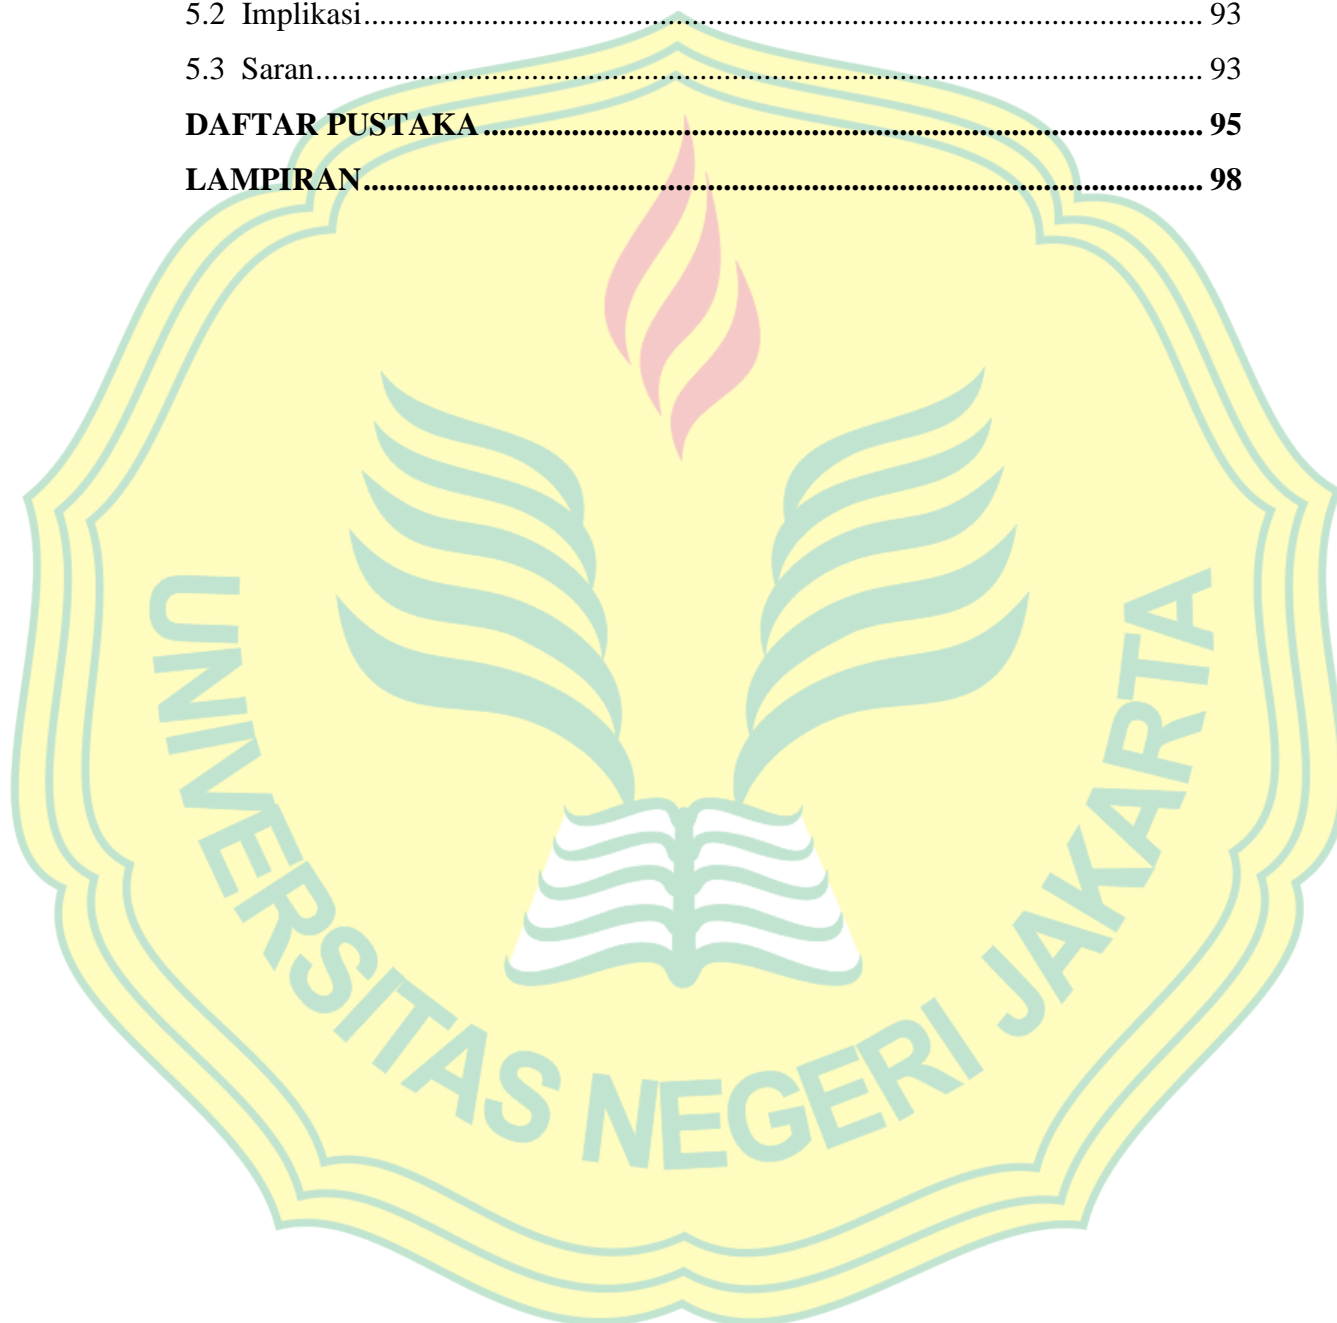 5.2 Implikasi........................................................................................................ 93
5.3 Saran.............................................................................................................. 93
DAFTAR PUSTAKA.......................................................................................... 95
LAMPIRAN......................................................................................................... 98
UNIVERSITAS NEGERI JAKARTA